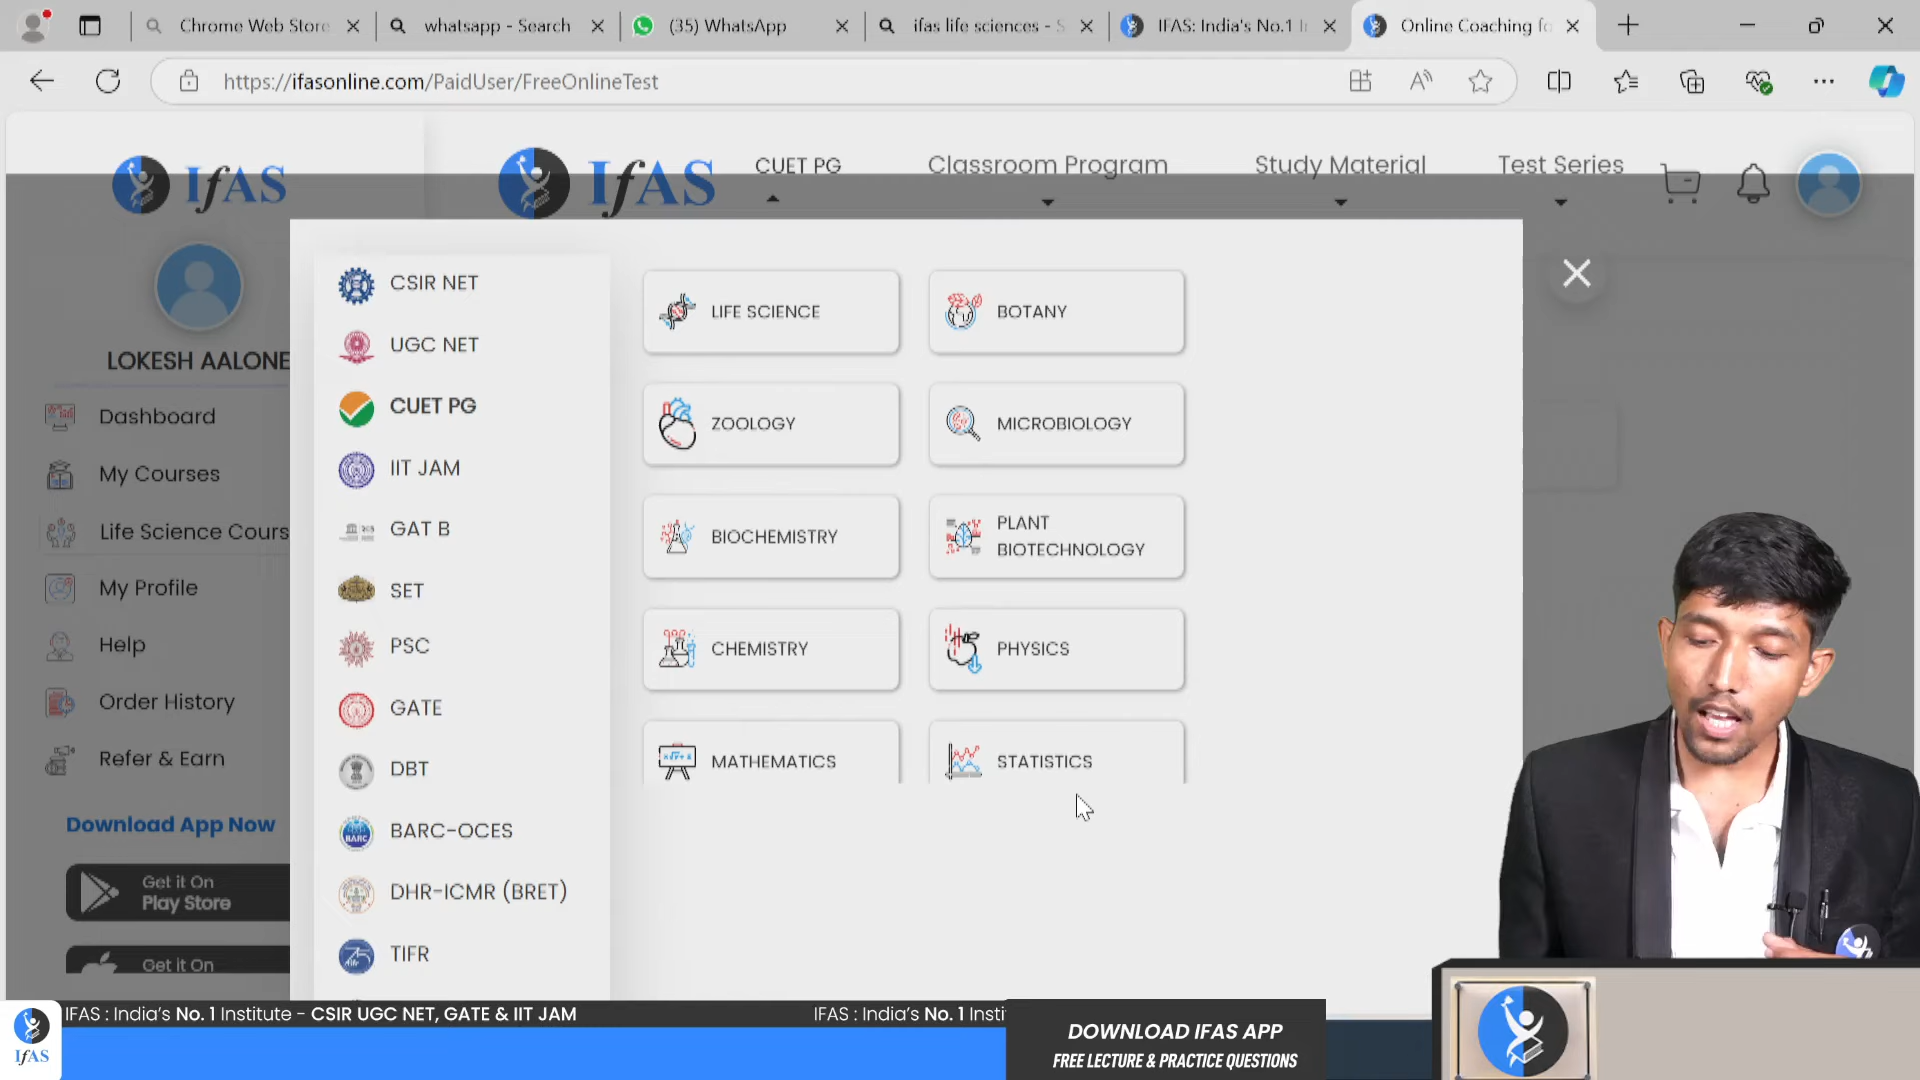 Chrome Web Store
whatsapp - Search
(35) WhatsApp
ifas life sciences - S
IFAS: India's No.1 I
Online Coaching fo
https://ifasonline.com/PaidUser/FreeOnlineTest
IfAS
IfAS
CUET PG
Classroom Program
Study Material
Test Series
LOKESH AALONE
Dashboard
My Courses
Life Science Cours
My Profile
Help
Order History
Refer & Earn
Download App Now
Get it On
Play Store
Get it On
CSIR NET
UGC NET
CUET PG
IIT JAM
GAT B
SET
PSC
GATE
DBT
BARC-OCES
DHR-ICMR (BRET)
TIFR
LIFE SCIENCE
BOTANY
ZOOLOGY
MICROBIOLOGY
BIOCHEMISTRY
PLANT
BIOTECHNOLOGY
CHEMISTRY
PHYSICS
MATHEMATICS
STATISTICS
IFAS : India's No. 1 Institute - CSIR UGC NET, GATE & IIT JAM
IFAS : India's No. 1 Insti
IfAS
DOWNLOAD IFAS APP
FREE LECTURE & PRACTICE QUESTIONS